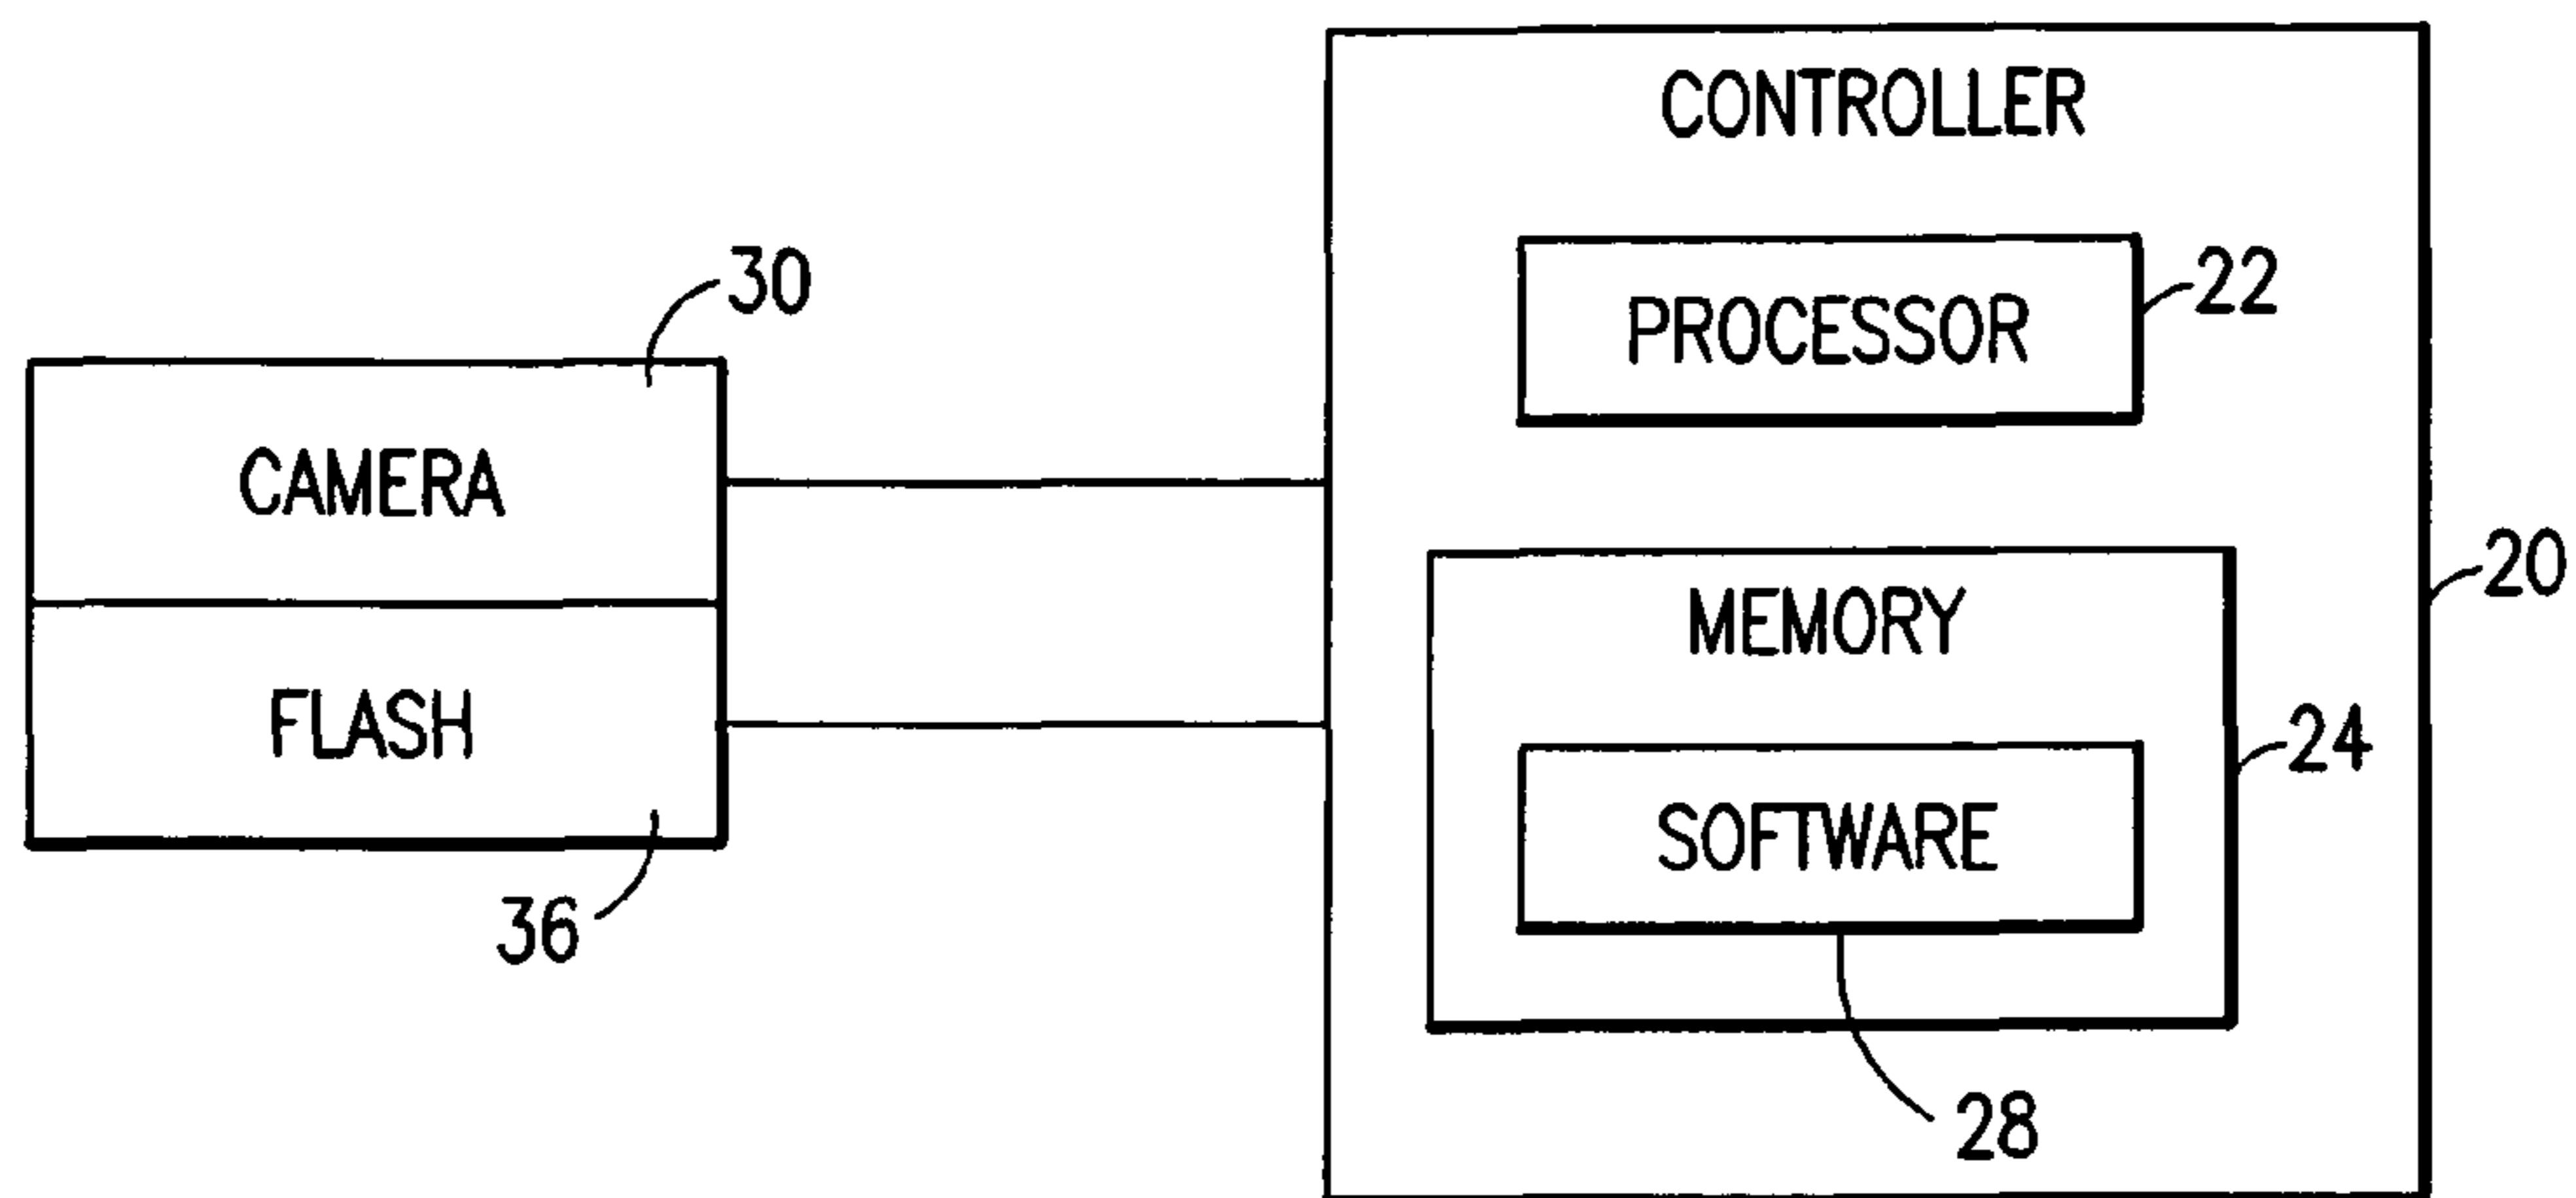 CONTROLLER
30
PROCESSOR
22
CAMERA
20
MEMORY
FLASH
24
SOFTWARE
36
28